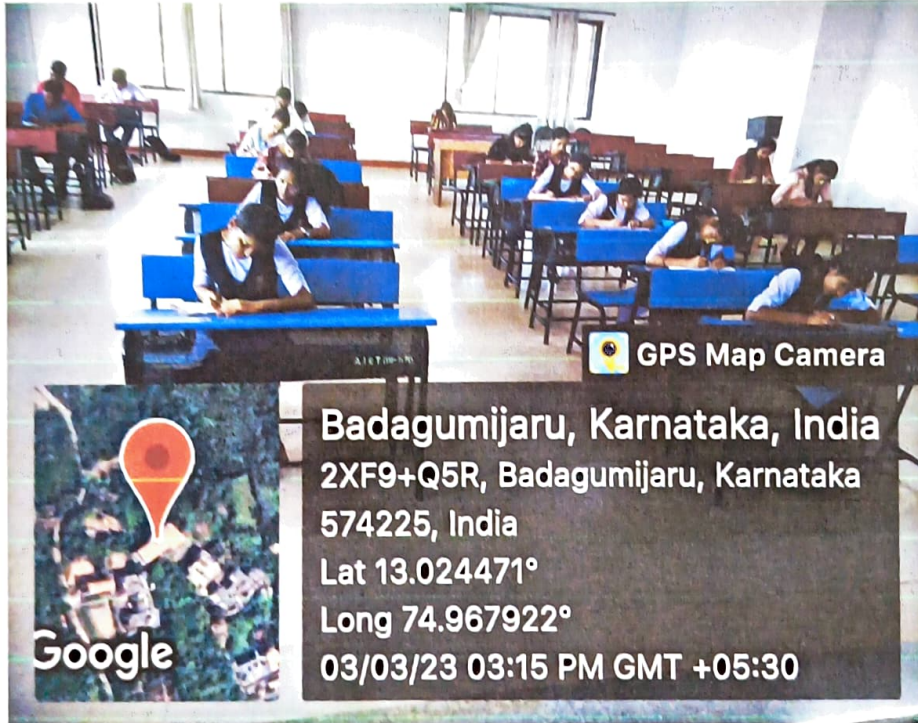 GPS Map Camera
Badagumijaru, Karnataka, India
2XF9+Q5R, Badagumijaru, Karnataka
574225, India
Lat 13.024471°
Long 74.967922°
03/03/23 03:15 PM GMT +05:30
Google